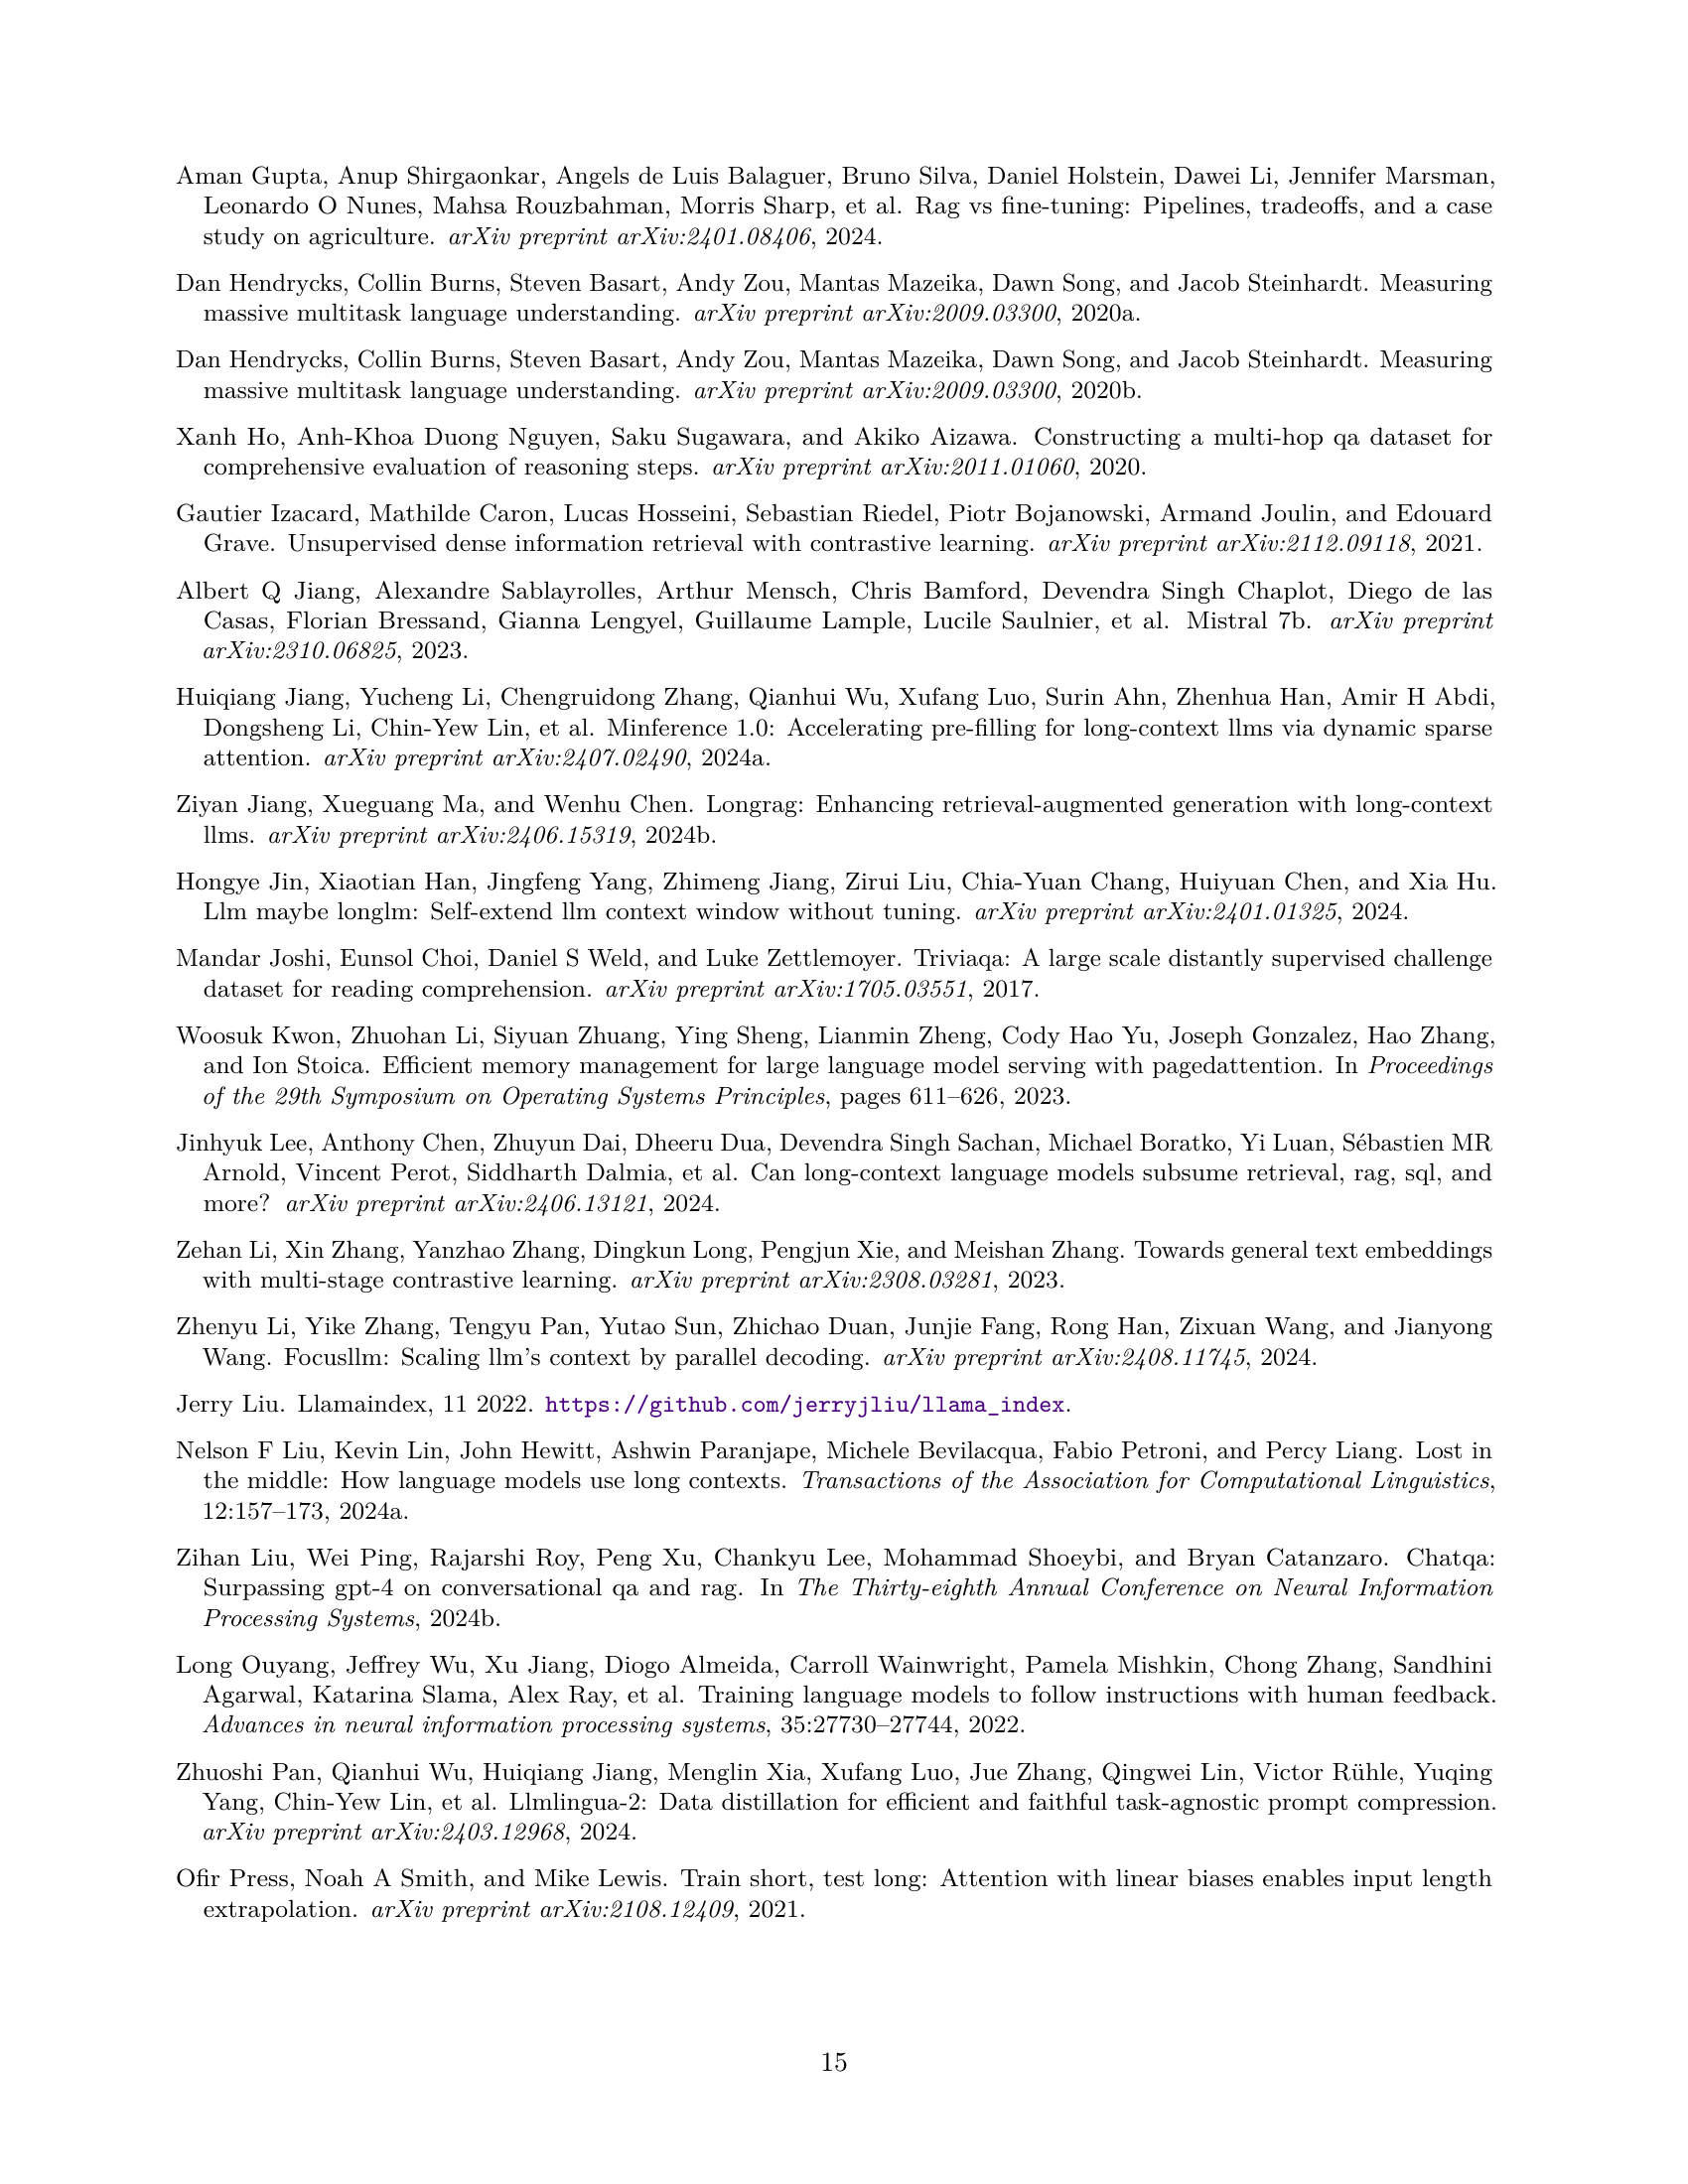 Aman Gupta, Anup Shirgaonkar, Angels de Luis Balaguer, Bruno Silva, Daniel Holstein, Dawei Li, Jennifer Marsman,
Leonardo O Nunes, Mahsa Rouzbahman, Morris Sharp, et al. Rag vs fine-tuning: Pipelines, tradeoffs, and a case
study on agriculture. arXiv preprint arXiv:2401.08406, 2024.
Dan Hendrycks, Collin Burns, Steven Basart, Andy Zou, Mantas Mazeika, Dawn Song, and Jacob Steinhardt. Measuring
massive multitask language understanding. arXiv preprint arXiv:2009.03300, 2020a.
Dan Hendrycks, Collin Burns, Steven Basart, Andy Zou, Mantas Mazeika, Dawn Song, and Jacob Steinhardt. Measuring
massive multitask language understanding. arXiv preprint arXiv:2009.03300, 2020b.
Xanh Ho, Anh-Khoa Duong Nguyen, Saku Sugawara, and Akiko Aizawa. Constructing a multi-hop qa dataset for
comprehensive evaluation of reasoning steps. arXiv preprint arXiv:2011.01060, 2020.
Gautier Izacard, Mathilde Caron, Lucas Hosseini, Sebastian Riedel, Piotr Bojanowski, Armand Joulin, and Edouard
Grave. Unsupervised dense information retrieval with contrastive learning. arXiv preprint arXiv:2112.09118, 2021.
Albert Q Jiang, Alexandre Sablayrolles, Arthur Mensch, Chris Bamford, Devendra Singh Chaplot, Diego de las
Casas, Florian Bressand, Gianna Lengyel, Guillaume Lample, Lucile Saulnier, et al. Mistral 7b. arXiv preprint
arXiv:2310.06825, 2023.
Huiqiang Jiang, Yucheng Li, Chengruidong Zhang, Qianhui Wu, Xufang Luo, Surin Ahn, Zhenhua Han, Amir H Abdi,
Dongsheng Li, Chin-Yew Lin, et al. Minference 1.0: Accelerating pre-filling for long-context llms via dynamic sparse
attention. arXiv preprint arXiv:2407.02490, 2024a.
Ziyan Jiang, Xueguang Ma, and Wenhu Chen. Longrag: Enhancing retrieval-augmented generation with long-context
llms. arXiv preprint arXiv:2406.15319, 2024b.
Hongye Jin, Xiaotian Han, Jingfeng Yang, Zhimeng Jiang, Zirui Liu, Chia-Yuan Chang, Huiyuan Chen, and Xia Hu.
Llm maybe longlm: Self-extend llm context window without tuning. arXiv preprint arXiv:2401.01325, 2024.
Mandar Joshi, Eunsol Choi, Daniel S Weld, and Luke Zettlemoyer. Triviaqa: A large scale distantly supervised challenge
dataset for reading comprehension. arXiv preprint arXiv:1705.03551, 2017.
Woosuk Kwon, Zhuohan Li, Siyuan Zhuang, Ying Sheng, Lianmin Zheng, Cody Hao Yu, Joseph Gonzalez, Hao Zhang,
and Ion Stoica. Efficient memory management for large language model serving with pagedattention. In Proceedings
of the 29th Symposium on Operating Systems Principles, pages 611–626, 2023.
Jinhyuk Lee, Anthony Chen, Zhuyun Dai, Dheeru Dua, Devendra Singh Sachan, Michael Boratko, Yi Luan, Sébastien MR
Arnold, Vincent Perot, Siddharth Dalmia, et al. Can long-context language models subsume retrieval, rag, sql, and
more? arXiv preprint arXiv:2406.13121, 2024.
Zehan Li, Xin Zhang, Yanzhao Zhang, Dingkun Long, Pengjun Xie, and Meishan Zhang. Towards general text embeddings
with multi-stage contrastive learning. arXiv preprint arXiv:2308.03281, 2023.
Zhenyu Li, Yike Zhang, Tengyu Pan, Yutao Sun, Zhichao Duan, Junjie Fang, Rong Han, Zixuan Wang, and Jianyong
Wang. Focusllm: Scaling llm's context by parallel decoding. arXiv preprint arXiv:2408.11745, 2024.
Jerry Liu. Llamaindex, 11 2022. https://github.com/jerryjliu/llama_index.
Nelson F Liu, Kevin Lin, John Hewitt, Ashwin Paranjape, Michele Bevilacqua, Fabio Petroni, and Percy Liang. Lost in
the middle: How language models use long contexts. Transactions of the Association for Computational Linguistics,
12:157–173, 2024a.
Zihan Liu, Wei Ping, Rajarshi Roy, Peng Xu, Chankyu Lee, Mohammad Shoeybi, and Bryan Catanzaro. Chatqa:
Surpassing gpt-4 on conversational qa and rag. In The Thirty-eighth Annual Conference on Neural Information
Processing Systems, 2024b.
Long Ouyang, Jeffrey Wu, Xu Jiang, Diogo Almeida, Carroll Wainwright, Pamela Mishkin, Chong Zhang, Sandhini
Agarwal, Katarina Slama, Alex Ray, et al. Training language models to follow instructions with human feedback.
Advances in neural information processing systems, 35:27730–27744, 2022.
Zhuoshi Pan, Qianhui Wu, Huiqiang Jiang, Menglin Xia, Xufang Luo, Jue Zhang, Qingwei Lin, Victor Rühle, Yuqing
Yang, Chin-Yew Lin, et al. Llmlingua-2: Data distillation for efficient and faithful task-agnostic prompt compression.
arXiv preprint arXiv:2403.12968, 2024.
Ofir Press, Noah A Smith, and Mike Lewis. Train short, test long: Attention with linear biases enables input length
extrapolation. arXiv preprint arXiv:2108.12409, 2021.
15